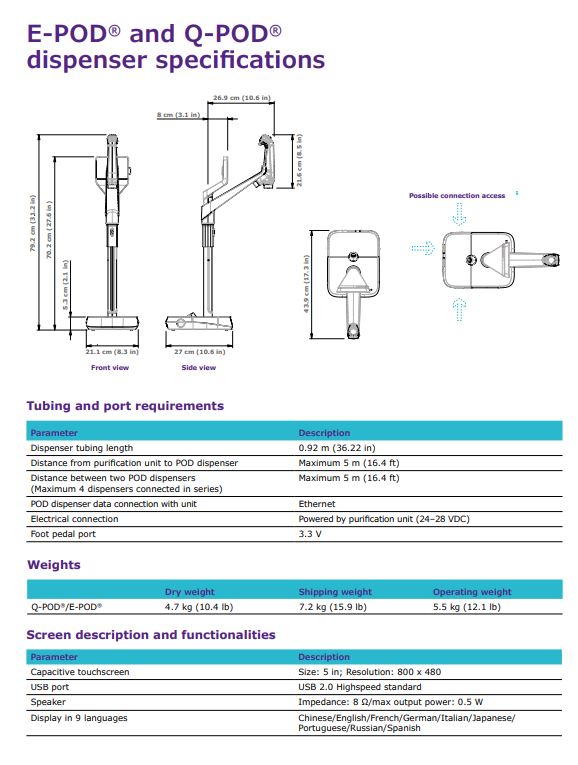 E-POD® and Q-POD®
dispenser specifications
26.9 cm (10.6 in)
8 cm (3.1 in)
79.2 cm (31.2 in)
70.2 cm (27.6 in)
5.3 cm (2.1 in)
21.6 cm (8.5 in)
21.1 cm (8.3 in)
27 cm (10.6 in)
Front view
Side view
43.9 cm (17.3 in)
Possible connection access
Tubing and port requirements
Parameter Description
Dispenser tubing length 0.92 m (36.22 in)
Distance from purification unit to POD dispenser Maximum 5 m (16.4 ft)
Distance between two POD dispensers Maximum 5 m (16.4 ft)
(Maximum 4 dispensers connected in series)
POD dispenser data connection with unit Ethernet
Electrical connection Powered by purification unit (24–28 VDC)
Foot pedal port 3.3 V
Weights
Dry weight Shipping weight Operating weight
Q-POD®/E-POD® 4.7 kg (10.4 lb) 7.2 kg (15.9 lb) 5.5 kg (12.1 lb)
Screen description and functionalities
Parameter Description
Capacitive touchscreen Size: 5 in; Resolution: 800 x 480
USB port USB 2.0 Highspeed standard
Speaker Impedance: 8 Ω/max output power: 0.5 W
Display in 9 languages Chinese/English/French/German/Italian/Japanese/
Portuguese/Russian/Spanish